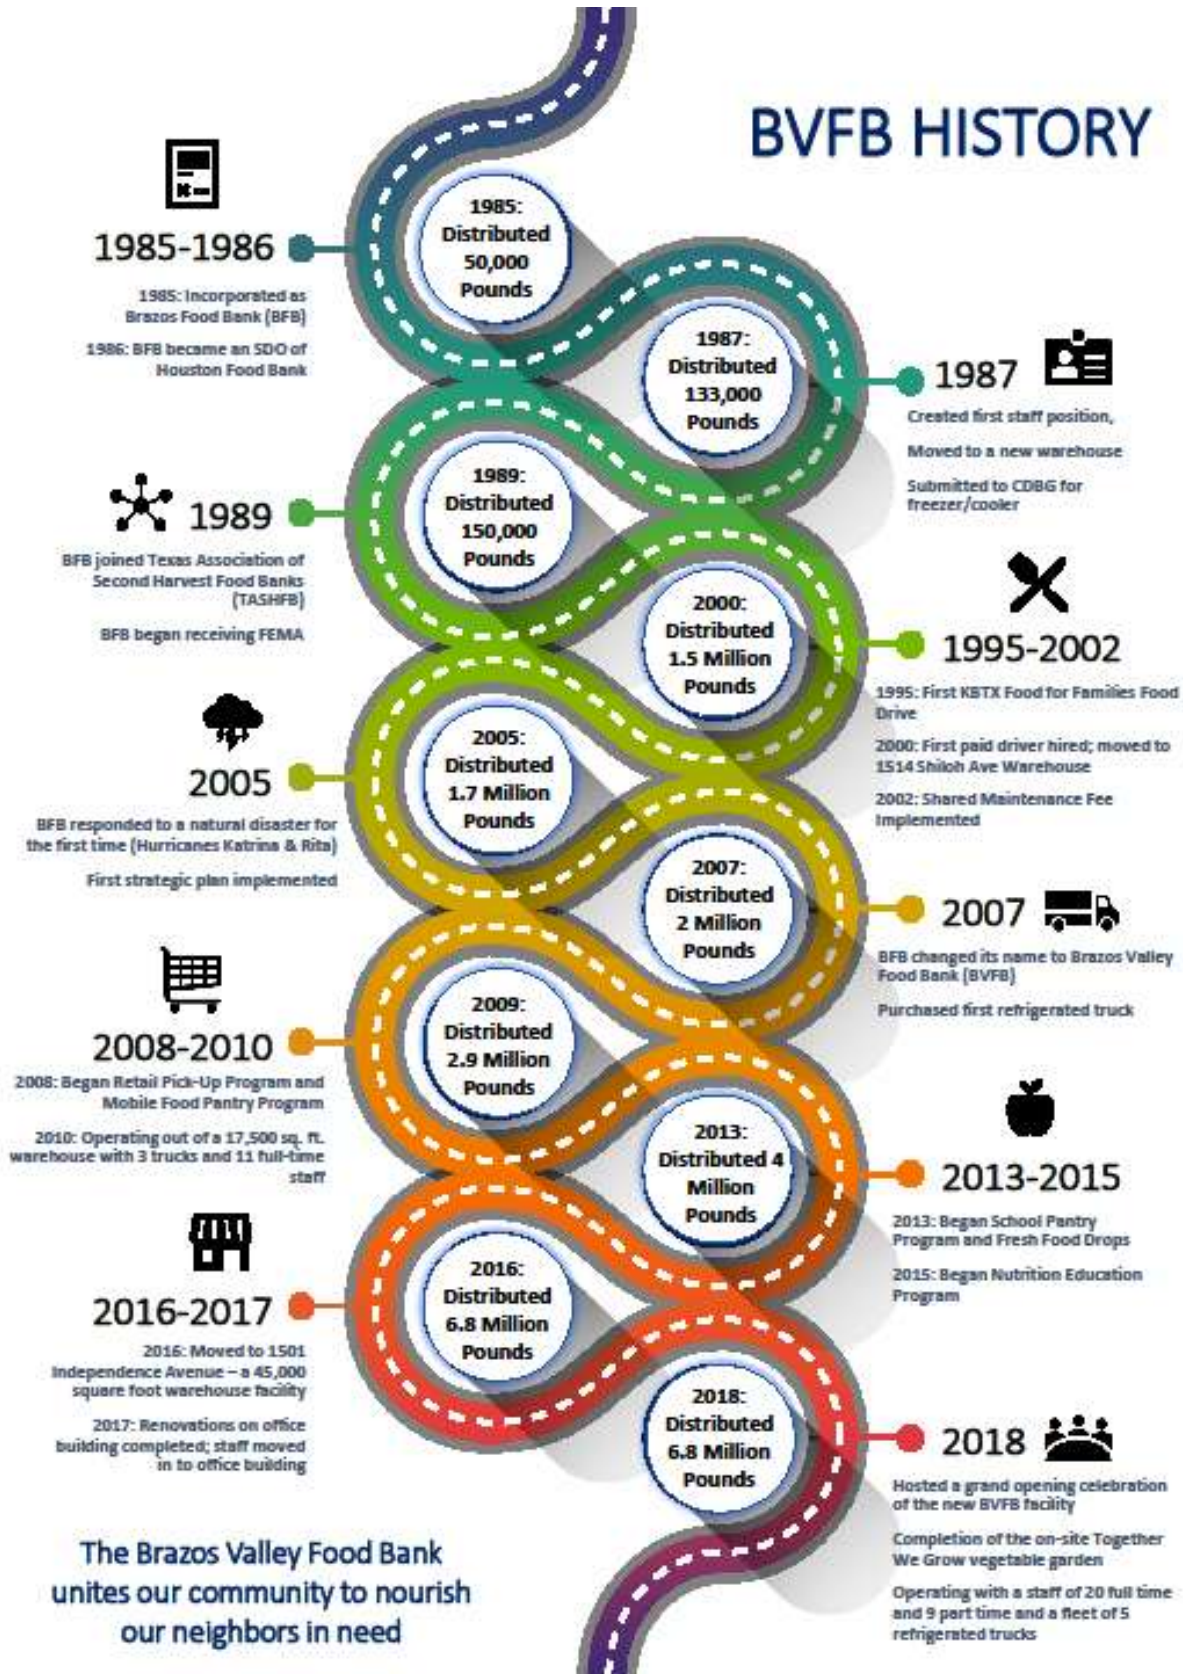 BVFB HISTORY
1985-1986
1985: Incorporated as
Brazos Food Bank (BFB)
1986: BFB became an SDO of
Houston Food Bank
1985:
Distributed
50,000
Pounds
1987:
Distributed
133,000
Pounds
1987
Created first staff position,
Moved to a new warehouse
Submitted to CDBG for
freezer/cooler
1989
BFB joined Texas Association of
Second Harvest Food Banks
(TASHFB)
BFB began receiving FEMA
1989:
Distributed
150,000
Pounds
2000:
Distributed
1.5 Million
Pounds
1995-2002
1995: First KBTX Food for Families Food
Drive
2000: First paid driver hired; moved to
1514 Shiloh Ave Warehouse
2002: Shared Maintenance Fee
Implemented
2005
BFB responded to a natural disaster for
the first time (Hurricanes Katrina & Rita)
First strategic plan implemented
2005:
Distributed
1.7 Million
Pounds
2007:
Distributed
2 Million
Pounds
2007
BFB changed its name to Brazos Valley
Food Bank (BVFB)
Purchased first refrigerated truck
2008-2010
2008: Began Retail Pick-Up Program and
Mobile Food Pantry Program
2010: Operating out of a 17,500 sq. ft.
warehouse with 3 trucks and 11 full-time
staff
2009:
Distributed
2.9 Million
Pounds
2013:
Distributed 4
Million
Pounds
2013-2015
2013: Began School Pantry
Program and Fresh Food Drops
2015: Began Nutrition Education
Program
2016-2017
2016: Moved to 1501
Independence Avenue – a 45,000
square foot warehouse facility
2017: Renovations on office
building completed; staff moved
in to office building
2016:
Distributed
6.8 Million
Pounds
2018:
Distributed
6.8 Million
Pounds
2018
Hosted a grand opening celebration
of the new BVFB facility
Completion of the on-site Together
We Grow vegetable garden
Operating with a staff of 20 full time
and 9 part time and a fleet of 5
refrigerated trucks
The Brazos Valley Food Bank
unites our community to nourish
our neighbors in need